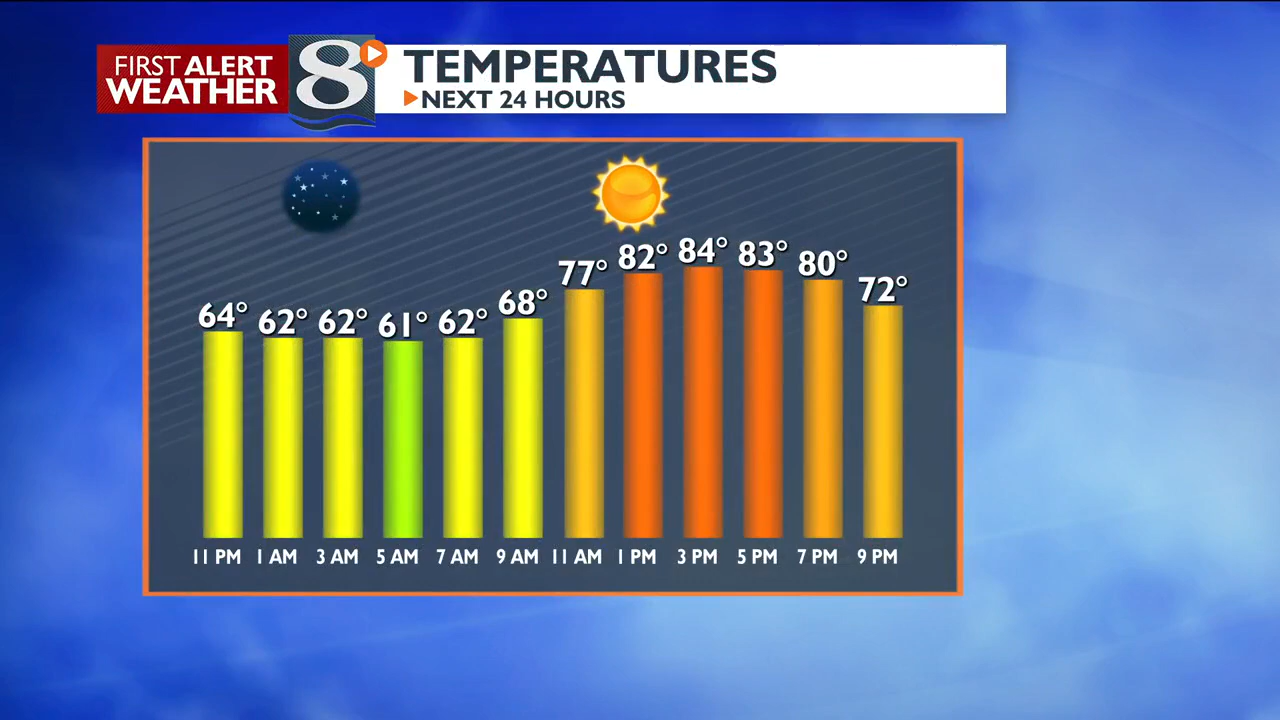 FIRST ALERT
WEATHER
8
TEMPERATURES
NEXT 24 HOURS
64° 62° 62° 61° 62° 68° 77° 82° 84° 83° 80° 72°
11 PM 1 AM 3 AM 5 AM 7 AM 9 AM 11 AM 1 PM 3 PM 5 PM 7 PM 9 PM